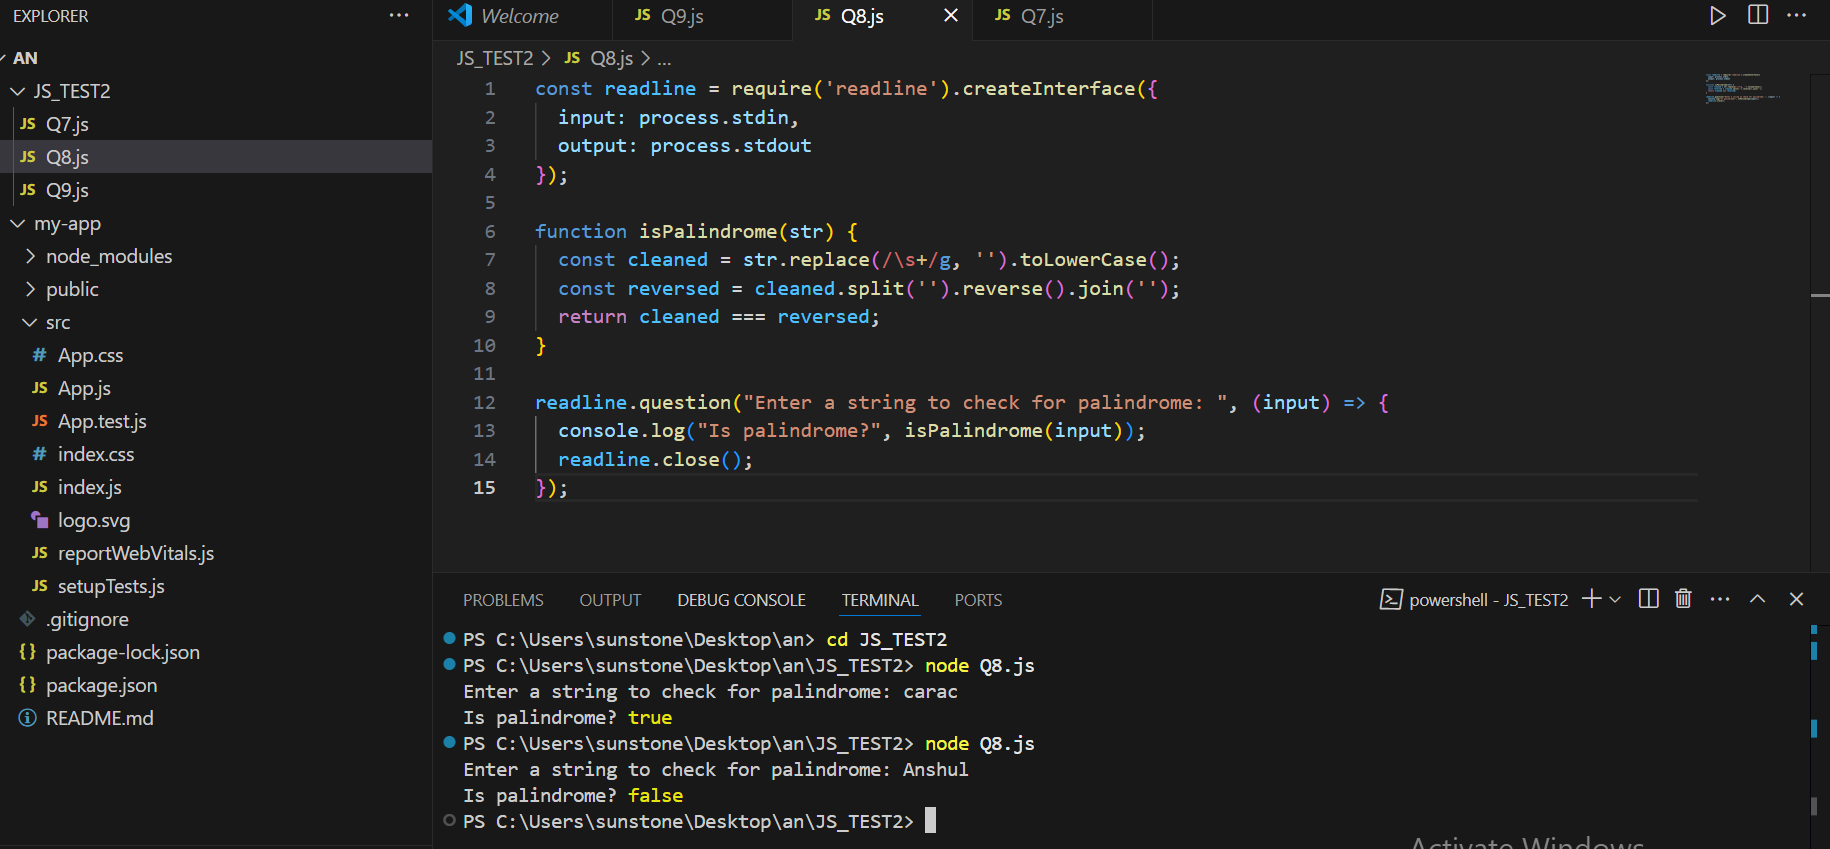 EXPLORER
AN
JS_TEST2
JS Q7.js
JS Q8.js
JS Q9.js
my-app
node_modules
public
src
# App.css
JS App.js
JS App.test.js
# index.css
JS index.js
logo.svg
JS reportWebVitals.js
JS setupTests.js
.gitignore
{} package-lock.json
{} package.json
README.md
Welcome
JS Q9.js
JS Q8.js
JS Q7.js
JS_TEST2 > JS Q8.js > ...
1 const readline = require('readline').createInterface({
2   input: process.stdin,
3   output: process.stdout
4 });
5
6 function isPalindrome(str) {
7   const cleaned = str.replace(/\s+/g, '').toLowerCase();
8   const reversed = cleaned.split('').reverse().join('');
9   return cleaned === reversed;
10 }
11
12 readline.question("Enter a string to check for palindrome: ", (input) => {
13   console.log("Is palindrome?", isPalindrome(input));
14   readline.close();
15 });
PROBLEMS OUTPUT DEBUG CONSOLE TERMINAL PORTS
powershell - JS_TEST2
PS C:\Users\sunstone\Desktop\an> cd JS_TEST2
PS C:\Users\sunstone\Desktop\an\JS_TEST2> node Q8.js
Enter a string to check for palindrome: carac
Is palindrome? true
PS C:\Users\sunstone\Desktop\an\JS_TEST2> node Q8.js
Enter a string to check for palindrome: Anshul
Is palindrome? false
PS C:\Users\sunstone\Desktop\an\JS_TEST2>
Activate Windows